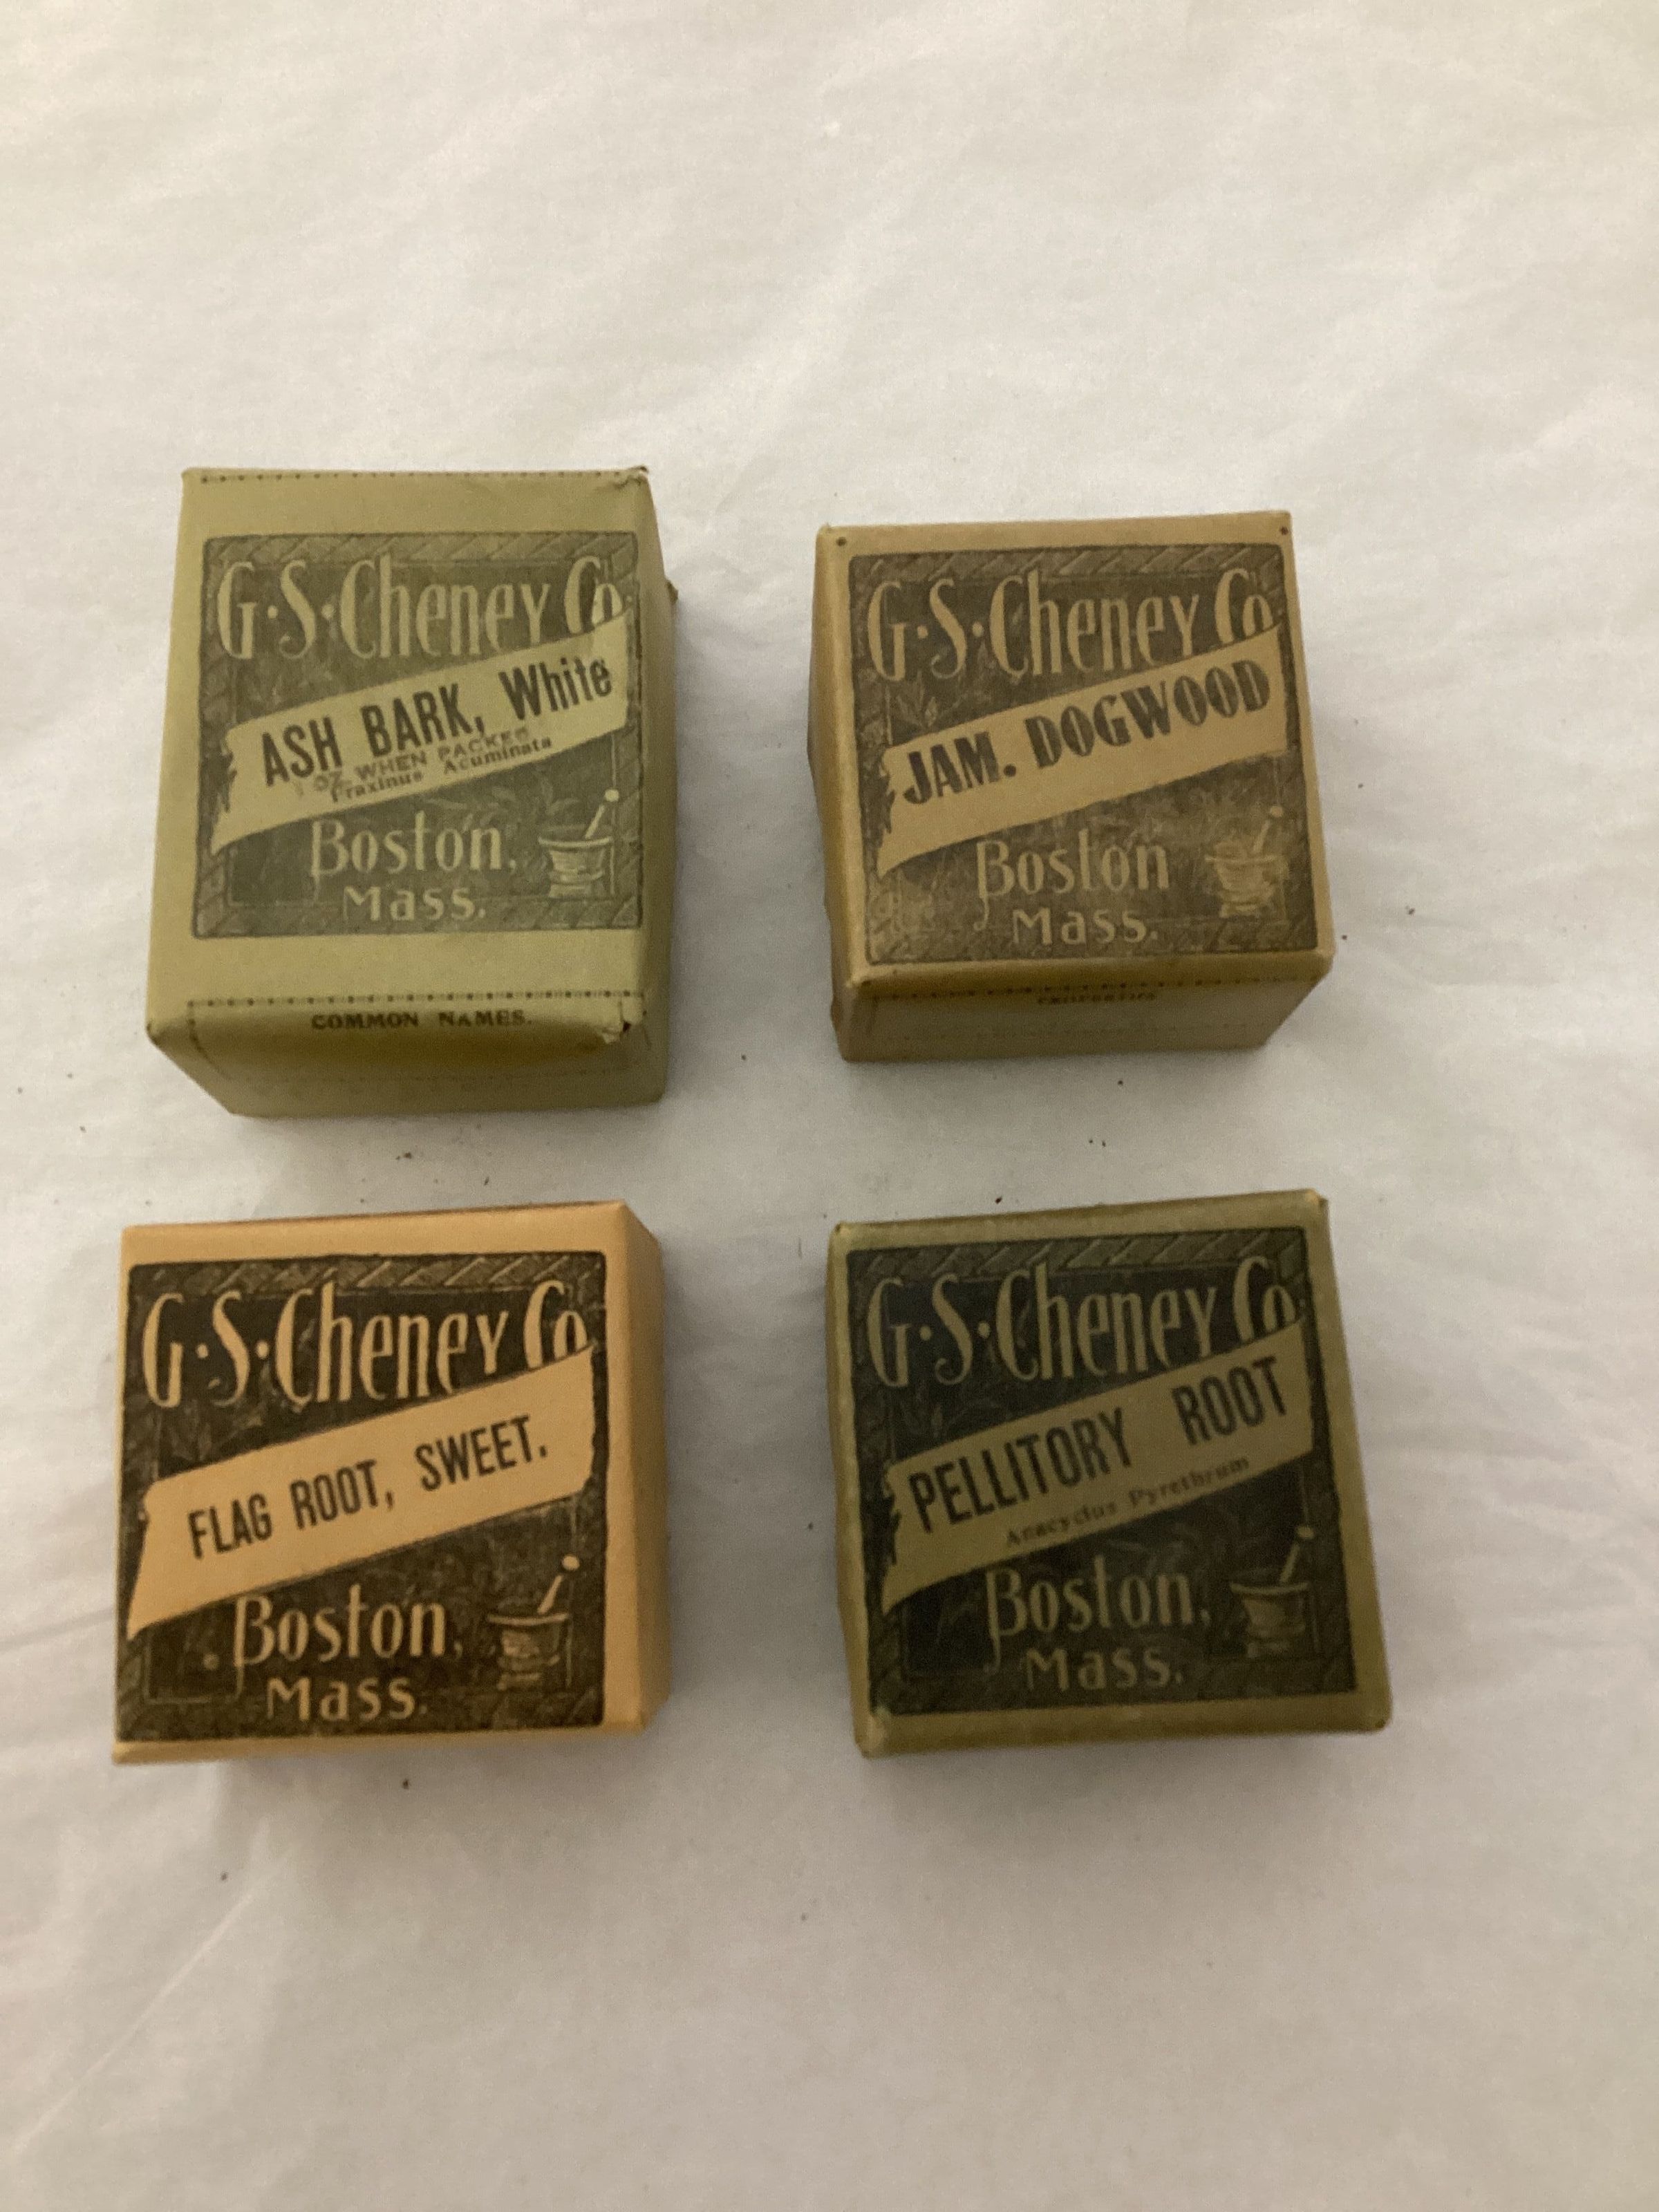 G·S·Cheney Co.
ASH BARK, White
1 OZ. WHEN PACKED
Fraxinus Acuminata
Boston,
Mass.
COMMON NAMES.
G·S·Cheney Co.
JAM. DOGWOOD
Boston
Mass.
PROPERTIES
G·S·Cheney Co.
FLAG ROOT, SWEET.
Boston,
Mass.
G·S·Cheney Co.
PELLITORY ROOT
Anacyclus Pyrethrum
Boston,
Mass.